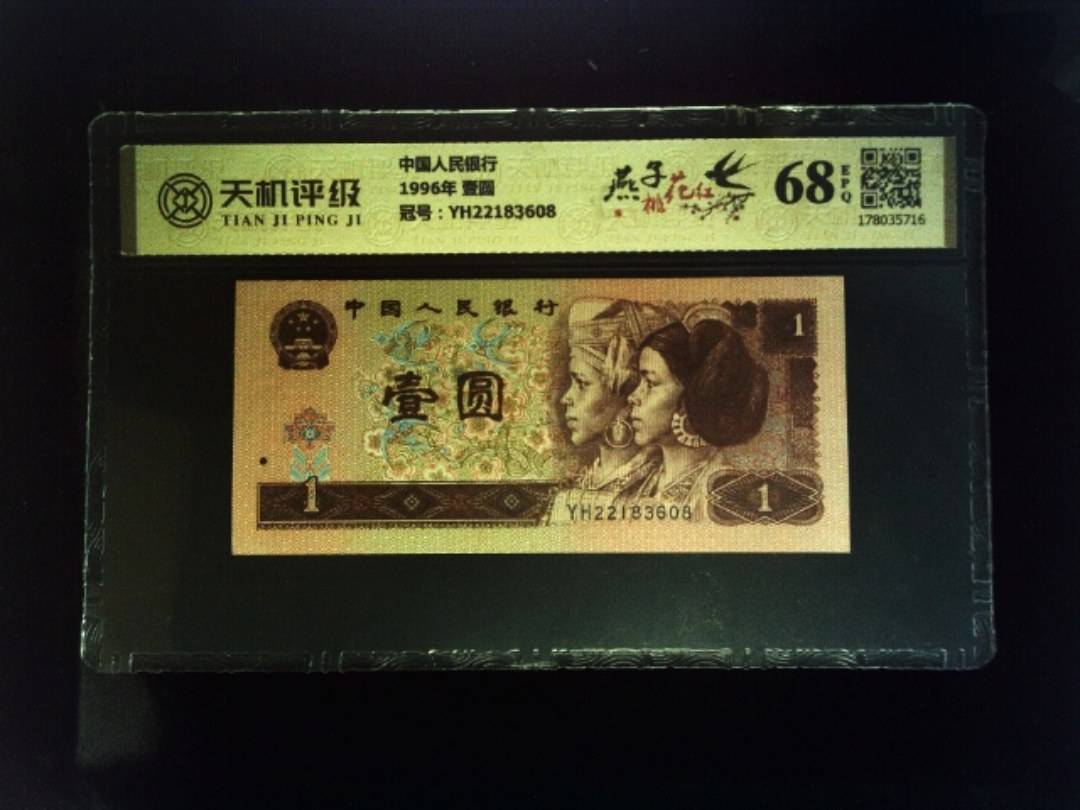 天机评级
TIAN JI PING JI
中国人民银行
1996年 壹圆
冠号：YH22183608
燕子
桃花红
68
EPQ
178035716
中国人民银行
1
壹圆
1
YH22183608
1